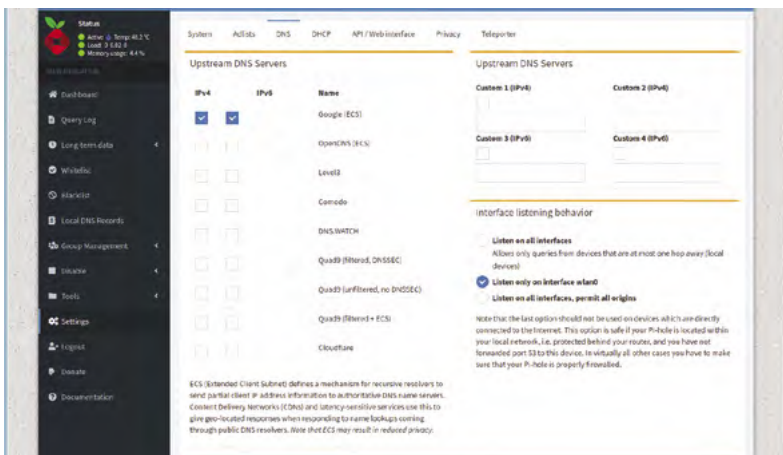 Status
Active Temp: 48.2 °C
Load: 0 0.82 0
Memory usage: 4.4 %
Dashboard
Query Log
Long-term data
Whitelist
Blacklist
Local DNS Records
Group Management
Disable
Tools
Settings
Logout
Donate
Documentation
System Adlists DNS DHCP API / Web interface Privacy Teleporter
Upstream DNS Servers
IPv4 IPv6 Name
Google (ECS)
OpenDNS (ECS)
Level3
Comodo
DNS.WATCH
Quad9 (filtered, DNSSEC)
Quad9 (unfiltered, no DNSSEC)
Quad9 (filtered + ECS)
Cloudflare
ECS (Extended Client Subnet) defines a mechanism for recursive resolvers to
send partial client IP address information to authoritative DNS name servers.
Content Delivery Networks (CDNs) and latency-sensitive services use this to
give geo-located responses when responding to name lookups coming
through public DNS resolvers. Note that ECS may result in reduced privacy.
Upstream DNS Servers
Custom 1 (IPv4) Custom 2 (IPv4)
Custom 3 (IPv6) Custom 4 (IPv6)
Interface listening behavior
Listen on all interfaces
Allows only queries from devices that are at most one hop away (local
devices)
Listen only on interface wlan0
Listen on all interfaces, permit all origins
Note that the last option should not be used on devices which are directly
connected to the Internet. This option is safe if your Pi-hole is located within
your local network, i.e. protected behind your router, and you have not
forwarded port 53 to this device. In virtually all other cases you have to make
sure that your Pi-hole is properly firewalled.